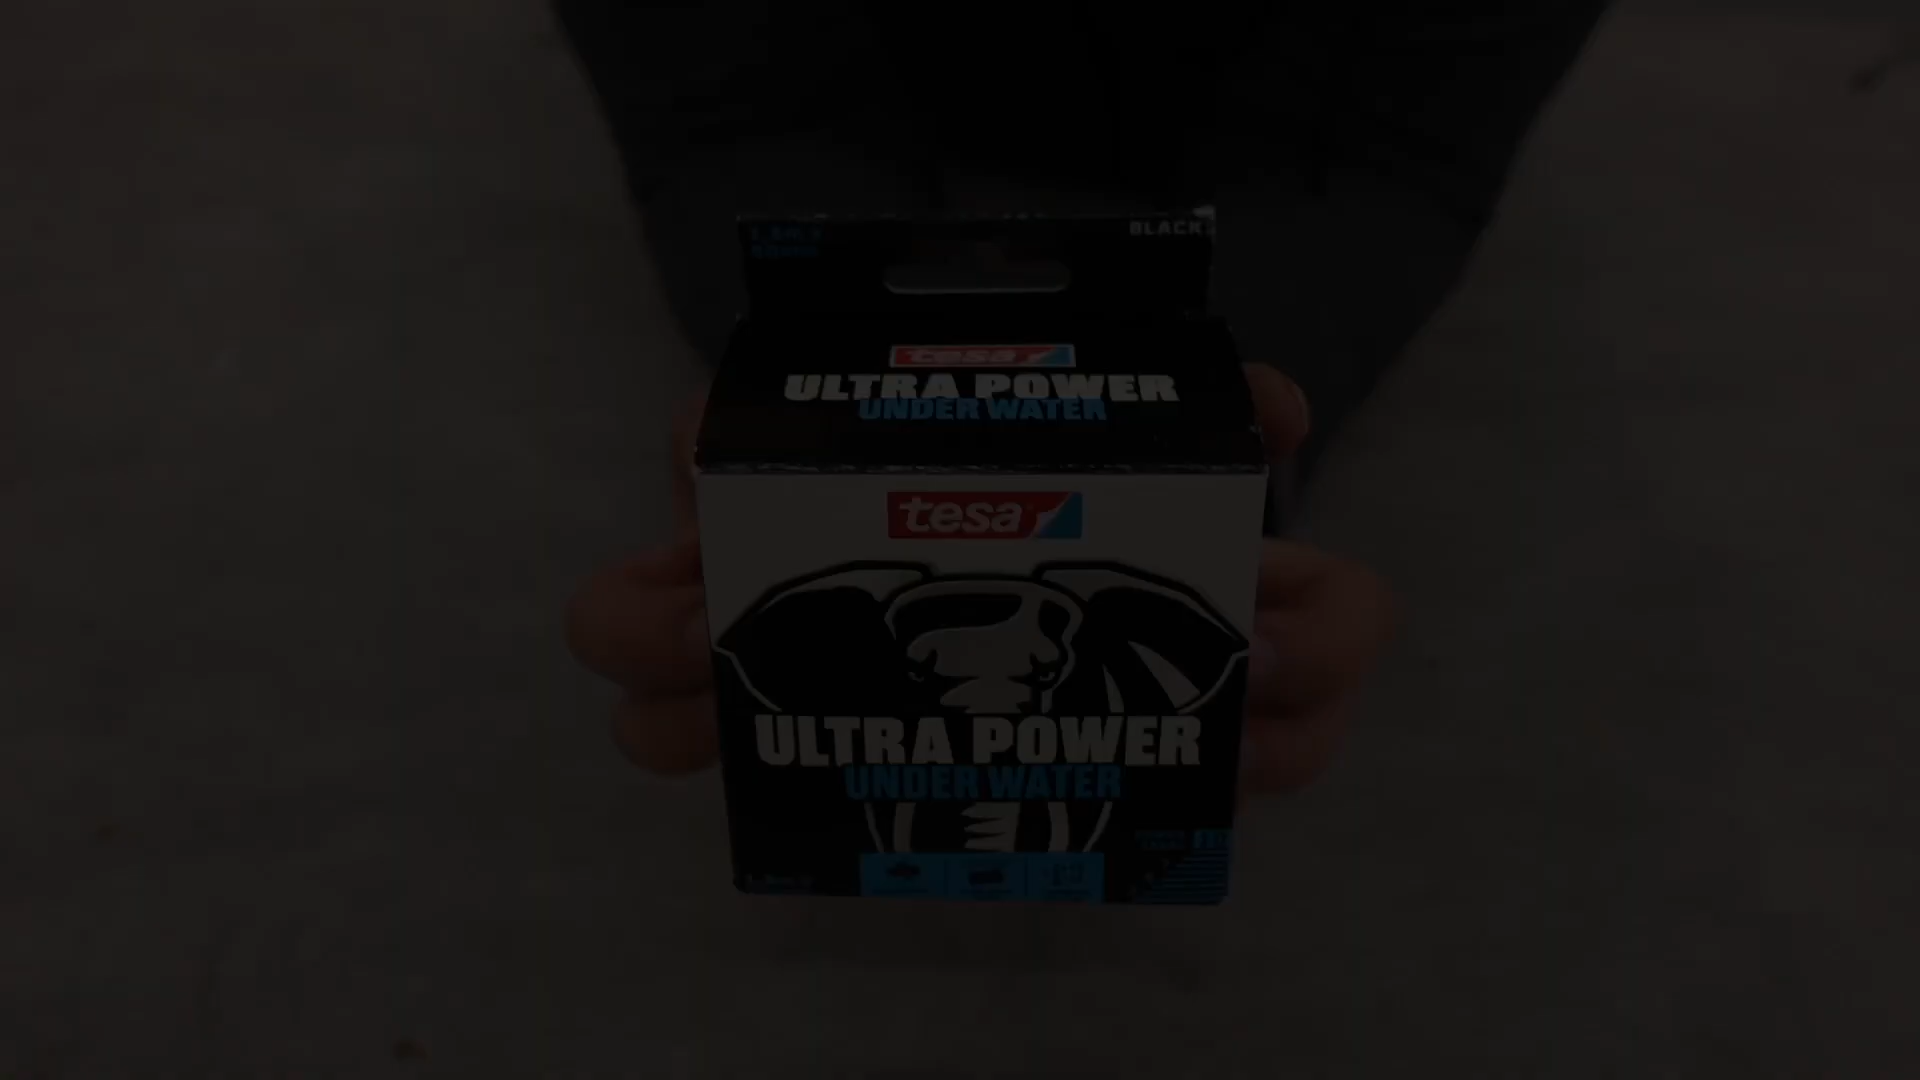 BLACK
tesa
ULTRA POWER
UNDER WATER
tesa
ULTRA POWER
UNDER WATER